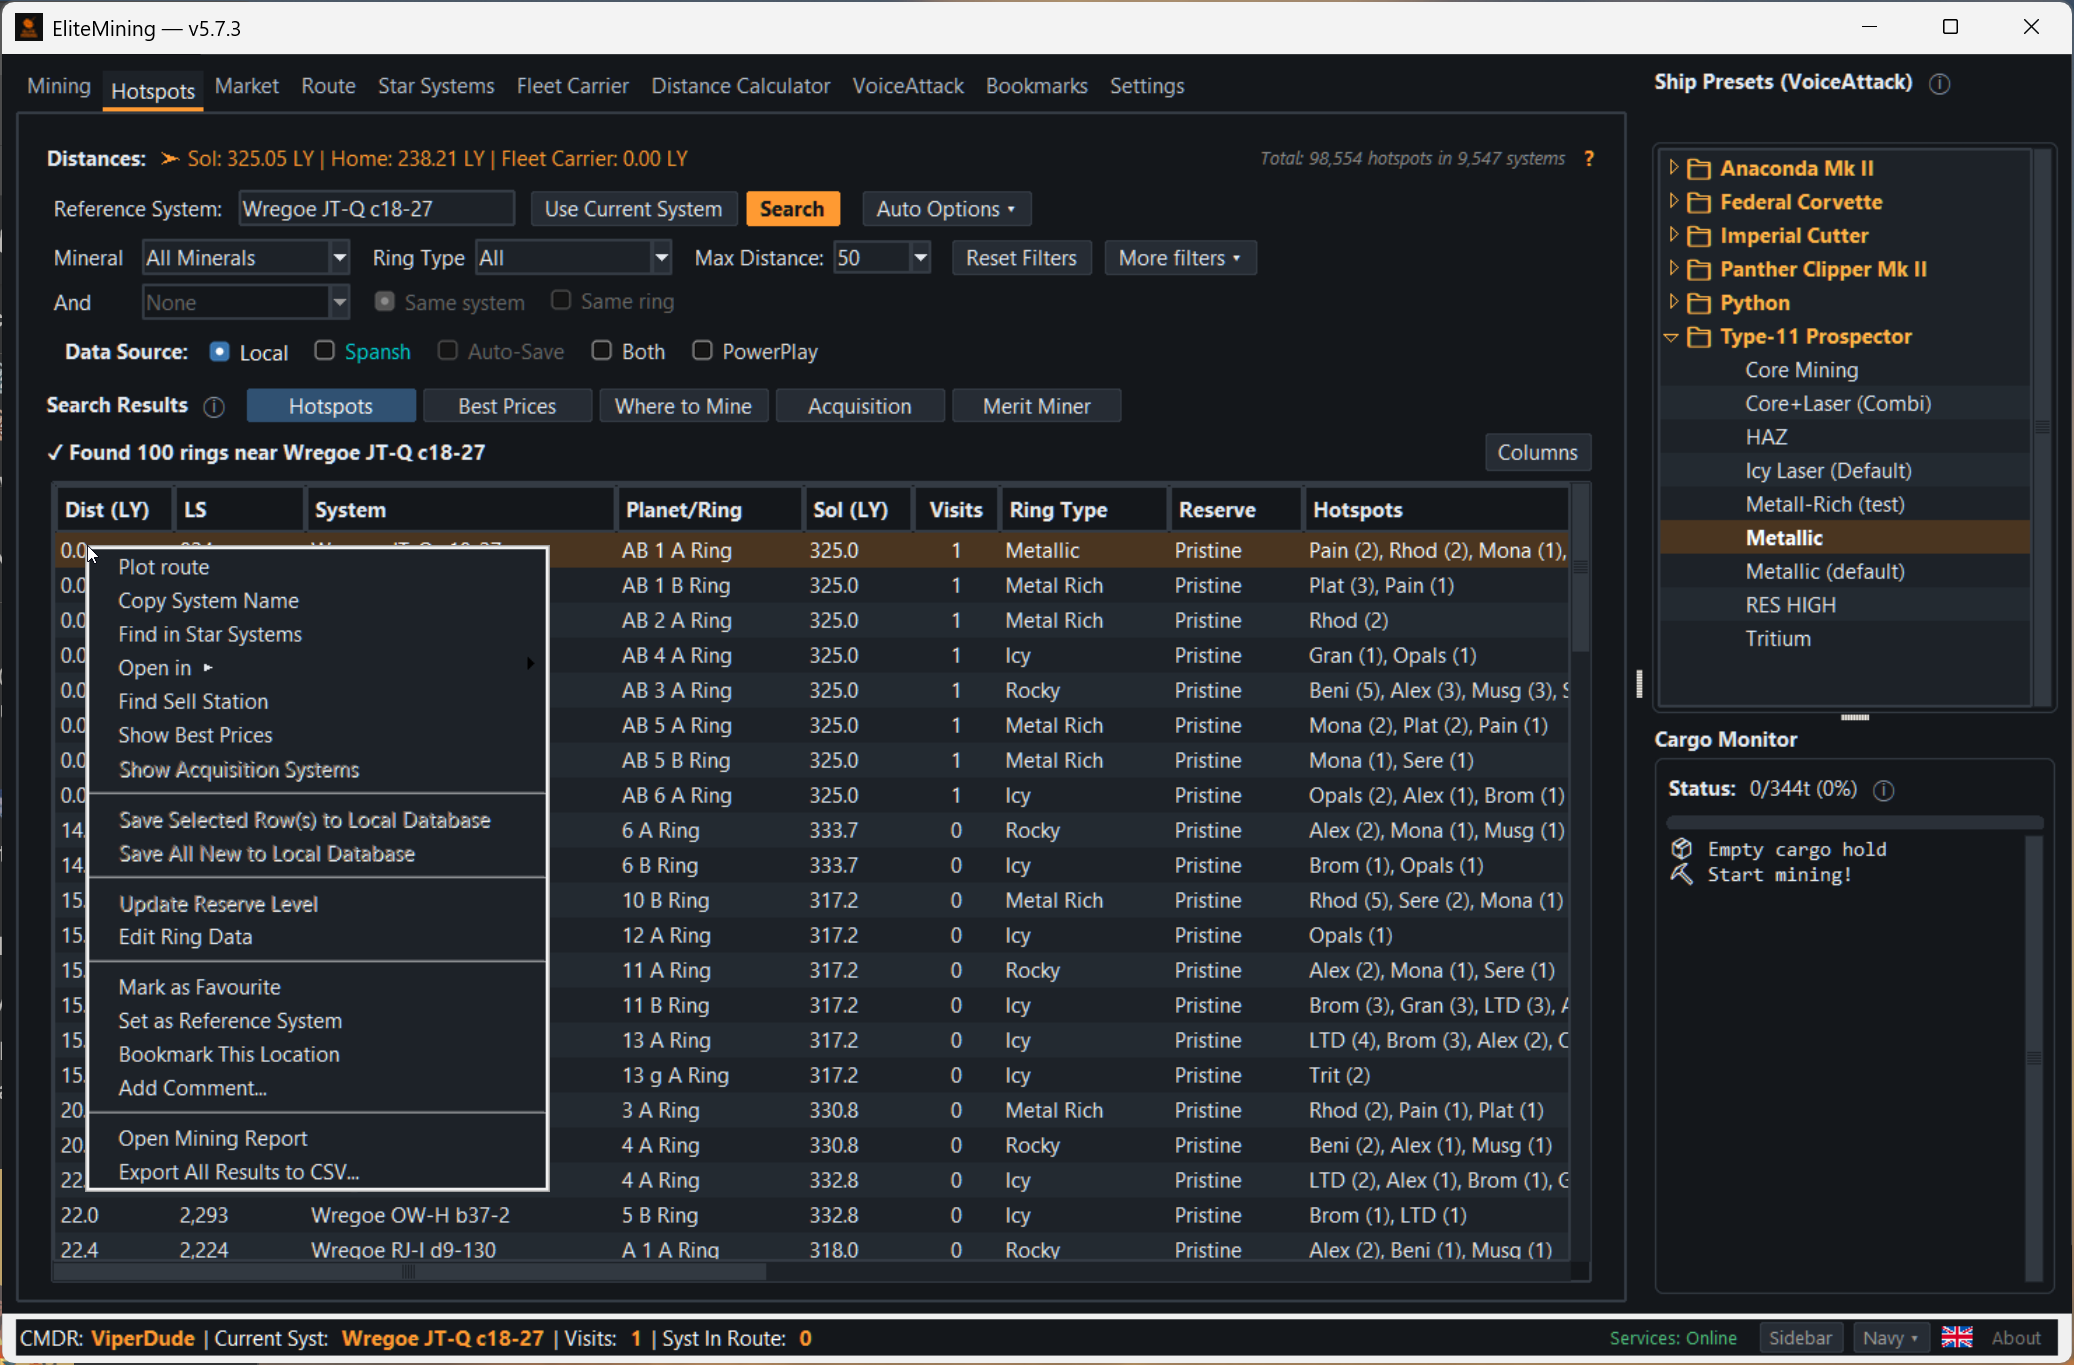 EliteMining — v5.7.3
Mining Hotspots Market Route Star Systems Fleet Carrier Distance Calculator VoiceAttack Bookmarks Settings
Distances: Sol: 325.05 LY | Home: 238.21 LY | Fleet Carrier: 0.00 LY Total: 98,554 hotspots in 9,547 systems ?
Reference System: Wregoe JT-Q c18-27 Use Current System Search Auto Options
Mineral All Minerals Ring Type All Max Distance: 50 Reset Filters More filters
And None Same system Same ring
Data Source: Local Spansh Auto-Save Both PowerPlay
Search Results Hotspots Best Prices Where to Mine Acquisition Merit Miner
✓ Found 100 rings near Wregoe JT-Q c18-27 Columns
Dist (LY) LS System Planet/Ring Sol (LY) Visits Ring Type Reserve Hotspots
0.0 AB 1 A Ring 325.0 1 Metallic Pristine Pain (2), Rhod (2), Mona (1),
0.0 AB 1 B Ring 325.0 1 Metal Rich Pristine Plat (3), Pain (1)
0.0 AB 2 A Ring 325.0 1 Metal Rich Pristine Rhod (2)
0.0 AB 4 A Ring 325.0 1 Icy Pristine Gran (1), Opals (1)
0.0 AB 3 A Ring 325.0 1 Rocky Pristine Beni (5), Alex (3), Musg (3),
0.0 AB 5 A Ring 325.0 1 Metal Rich Pristine Mona (2), Plat (2), Pain (1)
0.0 AB 5 B Ring 325.0 1 Metal Rich Pristine Mona (1), Sere (1)
0.0 AB 6 A Ring 325.0 1 Icy Pristine Opals (2), Alex (1), Brom (1)
14. 6 A Ring 333.7 0 Rocky Pristine Alex (2), Mona (1), Musg (1)
14. 6 B Ring 333.7 0 Icy Pristine Brom (1), Opals (1)
15. 10 B Ring 317.2 0 Metal Rich Pristine Rhod (5), Sere (2), Mona (1)
15. 12 A Ring 317.2 0 Icy Pristine Opals (1)
15. 11 A Ring 317.2 0 Rocky Pristine Alex (2), Mona (1), Sere (1)
15. 11 B Ring 317.2 0 Icy Pristine Brom (3), Gran (3), LTD (3),
15. 13 A Ring 317.2 0 Icy Pristine LTD (4), Brom (3), Alex (2),
15. 13 g A Ring 317.2 0 Icy Pristine Trit (2)
20. 3 A Ring 330.8 0 Metal Rich Pristine Rhod (2), Pain (1), Plat (1)
20. 4 A Ring 330.8 0 Rocky Pristine Beni (2), Alex (1), Musg (1)
22. 4 A Ring 332.8 0 Icy Pristine LTD (2), Alex (1), Brom (1),
22.0 2,293 Wregoe OW-H b37-2 5 B Ring 332.8 0 Icy Pristine Brom (1), LTD (1)
22.4 2,224 Wregoe RJ-I d9-130 A 1 A Ring 318.0 0 Rocky Pristine Alex (2), Beni (1), Musg (1)
Plot route
Copy System Name
Find in Star Systems
Open in
Find Sell Station
Show Best Prices
Show Acquisition Systems
Save Selected Row(s) to Local Database
Save All New to Local Database
Update Reserve Level
Edit Ring Data
Mark as Favourite
Set as Reference System
Bookmark This Location
Add Comment...
Open Mining Report
Export All Results to CSV...
Ship Presets (VoiceAttack)
Anaconda Mk II
Federal Corvette
Imperial Cutter
Panther Clipper Mk II
Python
Type-11 Prospector
Core Mining
Core+Laser (Combi)
HAZ
Icy Laser (Default)
Metall-Rich (test)
Metallic
Metallic (default)
RES HIGH
Tritium
Cargo Monitor
Status: 0/344t (0%)
Empty cargo hold
Start mining!
CMDR: ViperDude | Current Syst: Wregoe JT-Q c18-27 | Visits: 1 | Syst In Route: 0 Services: Online Sidebar Navy About